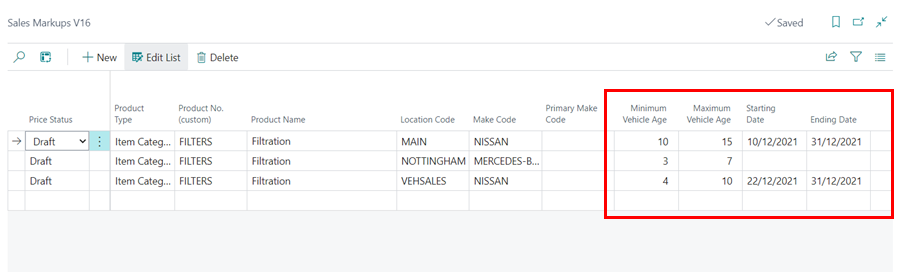 Sales Markups V16
Saved
New Edit List Delete
Price Status Product Type Product No. (custom) Product Name Location Code Make Code Primary Make Code Minimum Vehicle Age Maximum Vehicle Age Starting Date Ending Date
Draft Item Categ... FILTERS Filtration MAIN NISSAN 10 15 10/12/2021 31/12/2021
Draft Item Categ... FILTERS Filtration NOTTINGHAM MERCEDES-B... 3 7
Draft Item Categ... FILTERS Filtration VEHSALES NISSAN 4 10 22/12/2021 31/12/2021